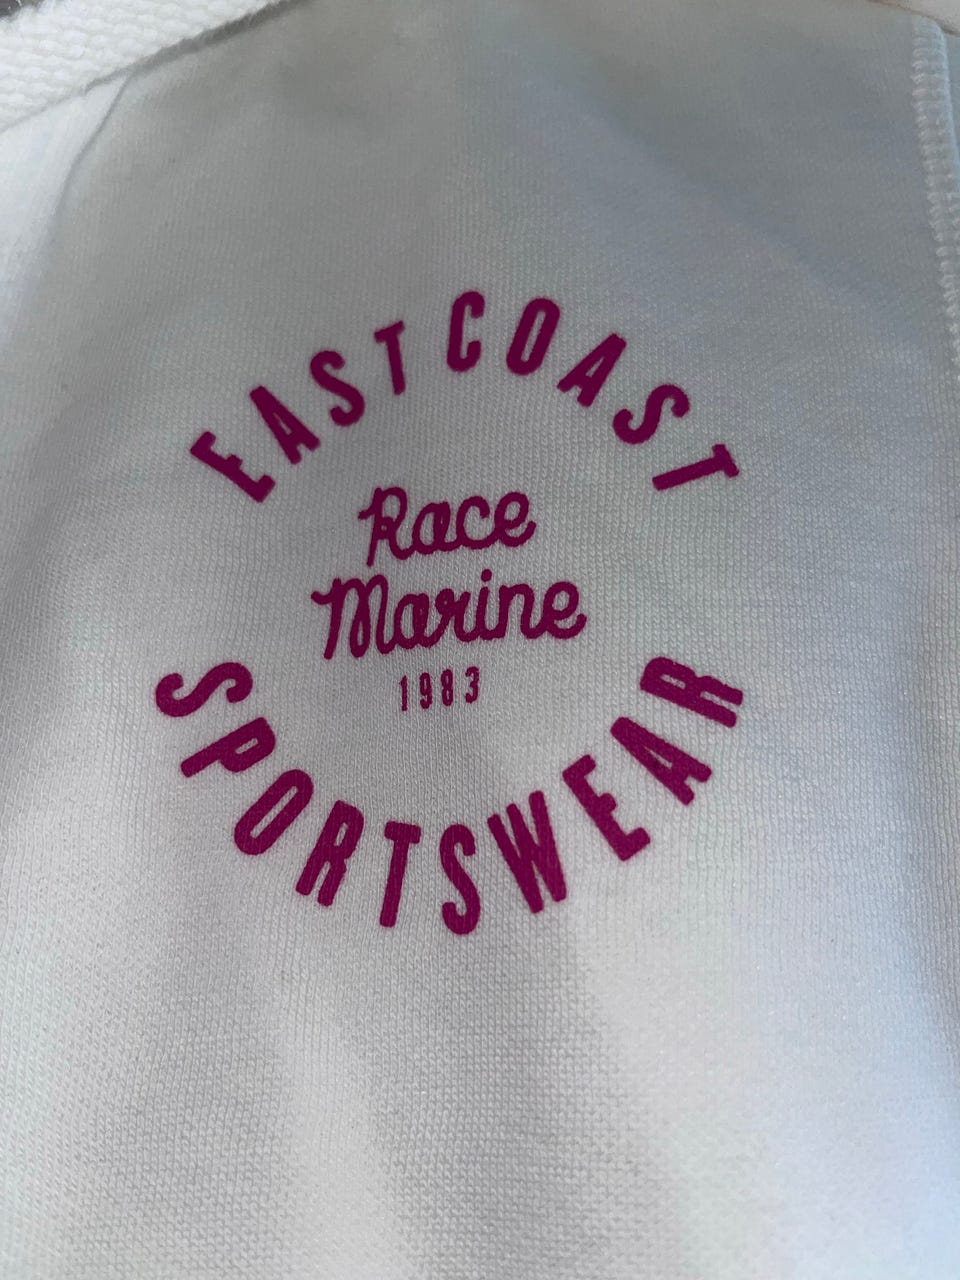 EAST COAST
Race
Marine
1983
SPORTSWEAR